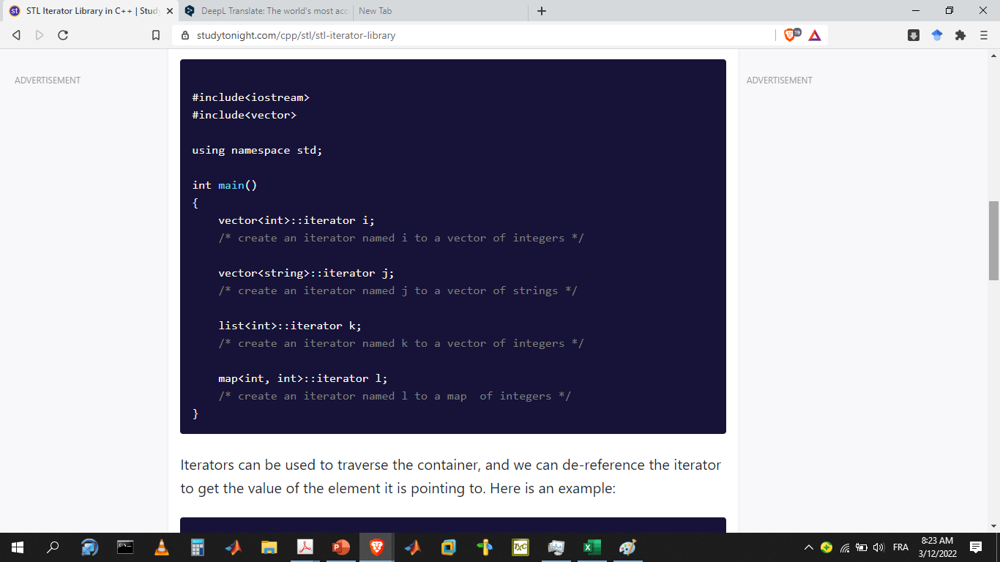 STL Iterator Library in C++ | Stud
DeepL Translate: The world's most acc
New Tab
studytonight.com/cpp/stl/stl-iterator-library
19
ADVERTISEMENT
ADVERTISEMENT
#include<iostream>
#include<vector>
using namespace std;
int main()
{
    vector<int>::iterator i;
    /* create an iterator named i to a vector of integers */
    vector<string>::iterator j;
    /* create an iterator named j to a vector of strings */
    list<int>::iterator k;
    /* create an iterator named k to a vector of integers */
    map<int, int>::iterator l;
    /* create an iterator named l to a map  of integers */
}
Iterators can be used to traverse the container, and we can de-reference the iterator
to get the value of the element it is pointing to. Here is an example:
FRA
8:23 AM
3/12/2022